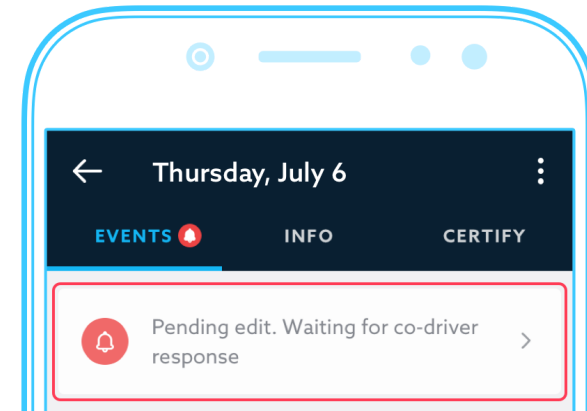 Thursday, July 6
EVENTS INFO CERTIFY
Pending edit. Waiting for co-driver
response